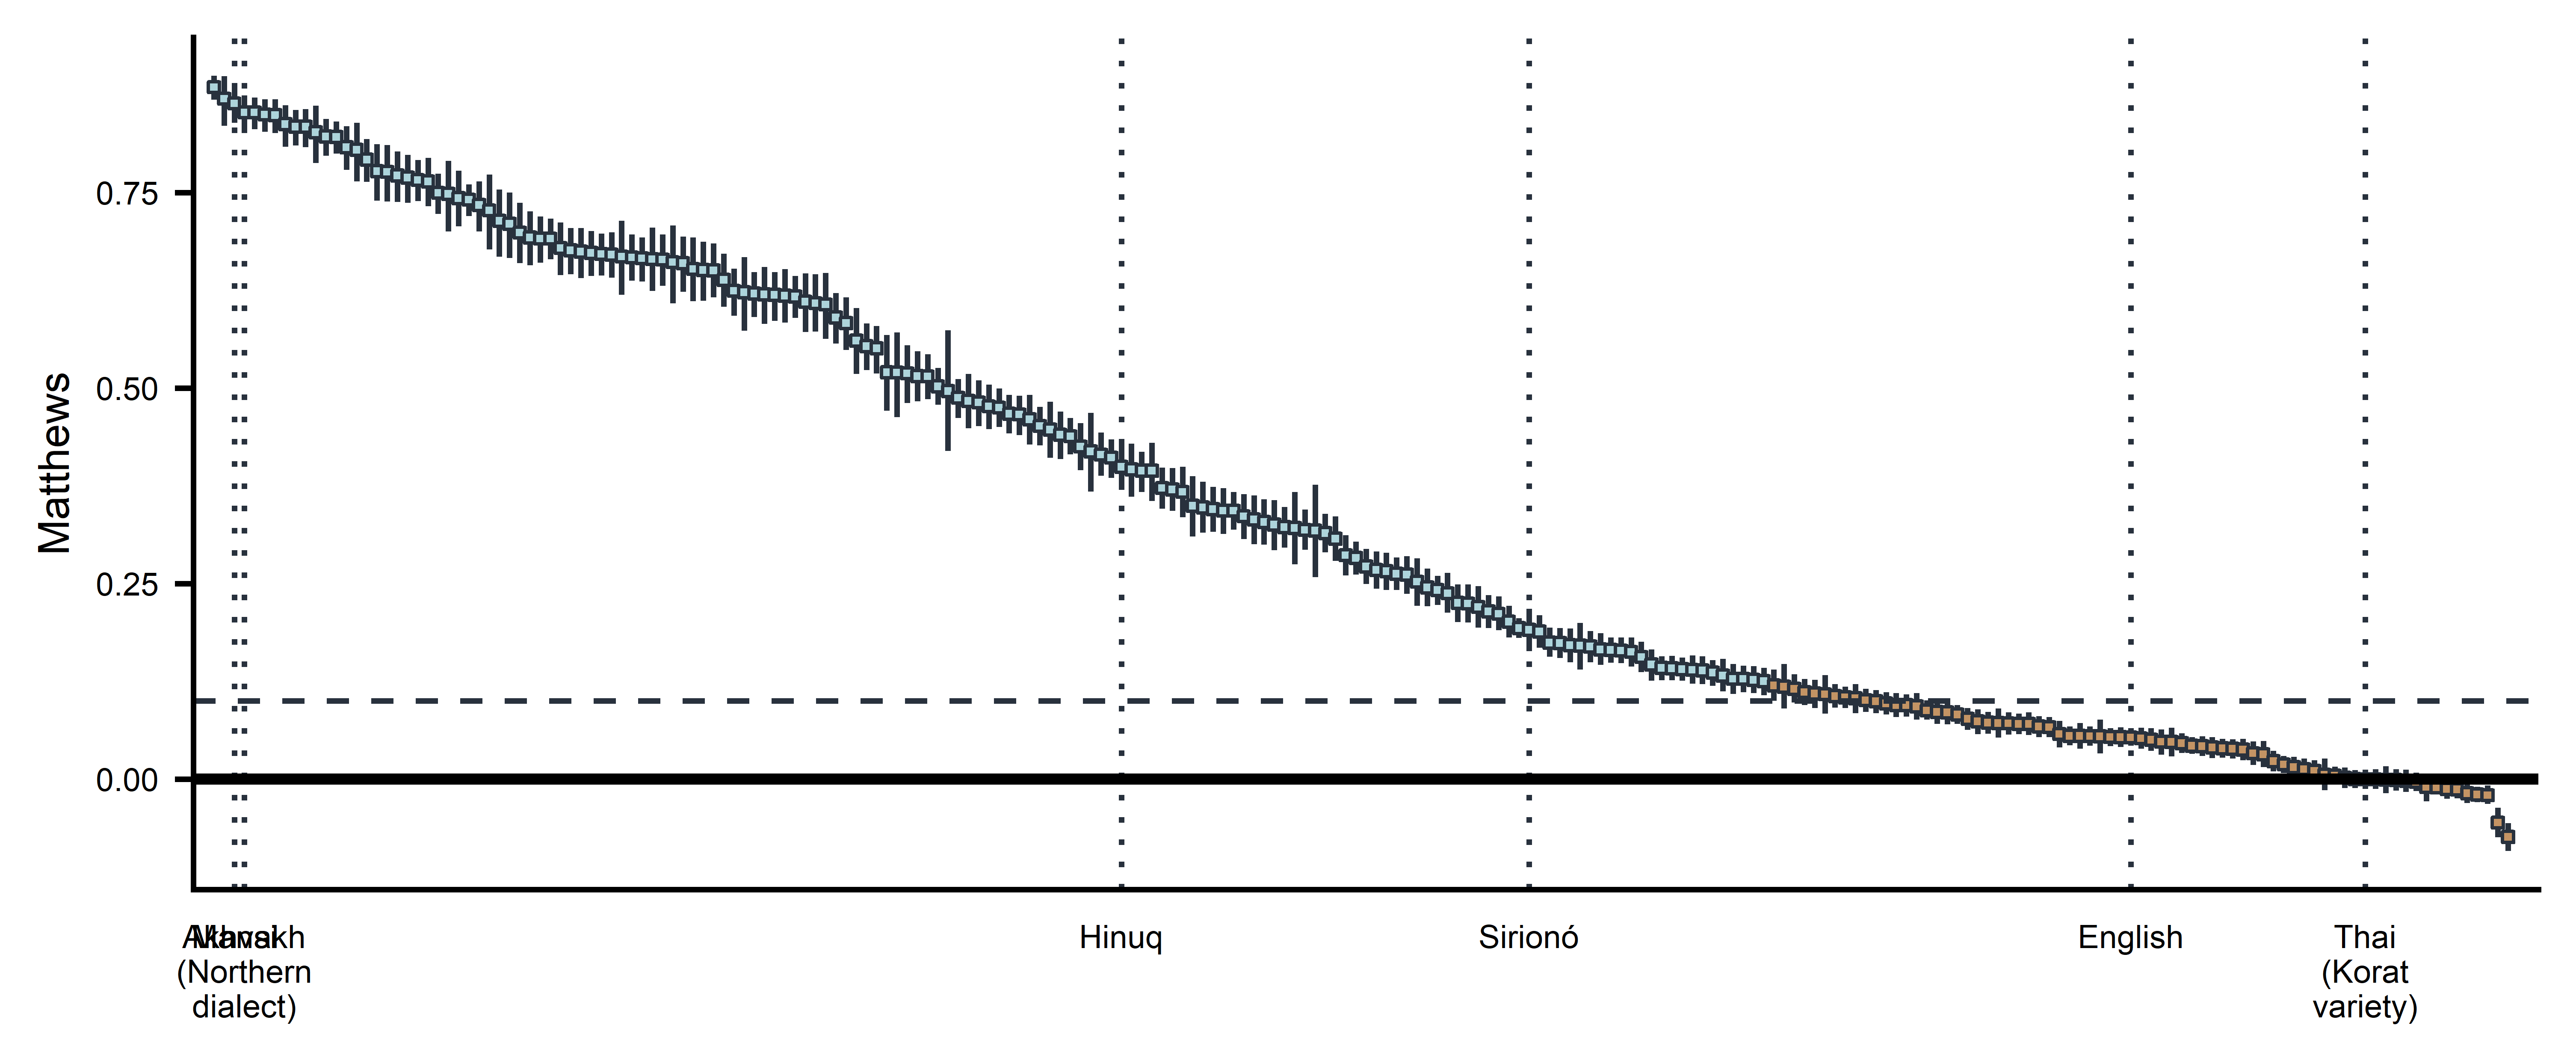 0.75
0.50
0.25
0.00
Matthews
Hinuq
Sirionó
English
Thai
(Northern
(Korat
dialect)
variety)